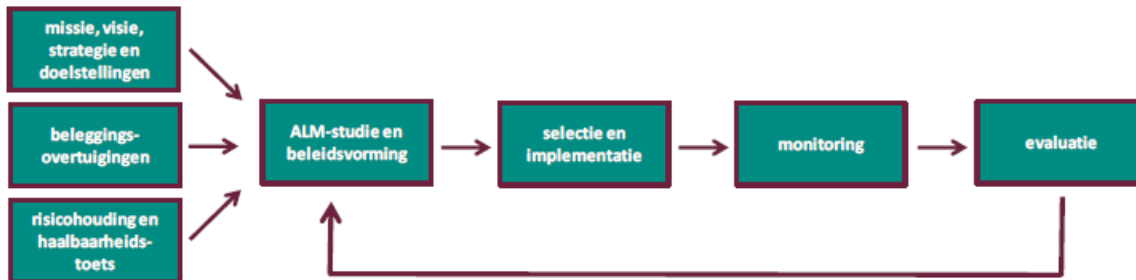 missie, visie,
strategie en
doelstellingen
beleggings-
overtuigingen
risicohouding en
haalbaarheids-
toets
ALM-studie en
beleidsvorming
selectie en
implementatie
monitoring
evaluatie